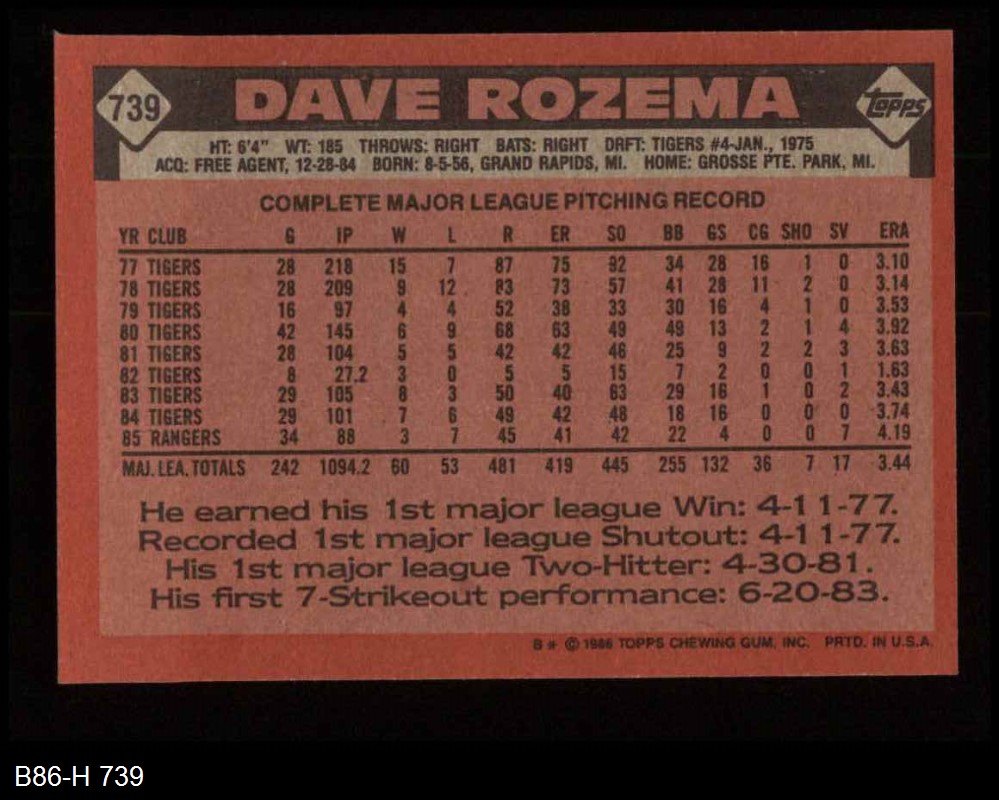 739 DAVE ROZEMA Topps
HT: 6'4" WT: 185 THROWS: RIGHT BATS: RIGHT DRFT: TIGERS #4-JAN., 1975
ACQ: FREE AGENT, 12-28-84 BORN: 8-5-56, GRAND RAPIDS, MI. HOME: GROSSE PTE. PARK, MI.
COMPLETE MAJOR LEAGUE PITCHING RECORD
YR CLUB G IP W L R ER SO BB GS CG SHO SV ERA
77 TIGERS 28 218 15 7 87 75 92 34 28 16 1 0 3.10
78 TIGERS 28 209 9 12 83 73 57 41 28 11 2 0 3.14
79 TIGERS 16 97 4 4 52 38 33 30 16 4 1 0 3.53
80 TIGERS 42 145 6 9 68 63 49 49 13 2 1 4 3.92
81 TIGERS 28 104 5 5 42 42 46 25 9 2 2 3 3.63
82 TIGERS 8 27.2 3 0 5 5 15 7 2 0 0 1 1.63
83 TIGERS 29 105 8 3 50 40 63 29 16 1 0 2 3.43
84 TIGERS 29 101 7 6 49 42 48 18 16 0 0 0 3.74
85 RANGERS 34 88 3 7 45 41 42 22 4 0 0 7 4.19
MAJ. LEA. TOTALS 242 1094.2 60 53 481 419 445 255 132 36 7 17 3.44
He earned his 1st major league Win: 4-11-77.
Recorded 1st major league Shutout: 4-11-77.
His 1st major league Two-Hitter: 4-30-81.
His first 7-Strikeout performance: 6-20-83.
B * © 1986 TOPPS CHEWING GUM, INC. PRTD. IN U.S.A.
B86-H 739